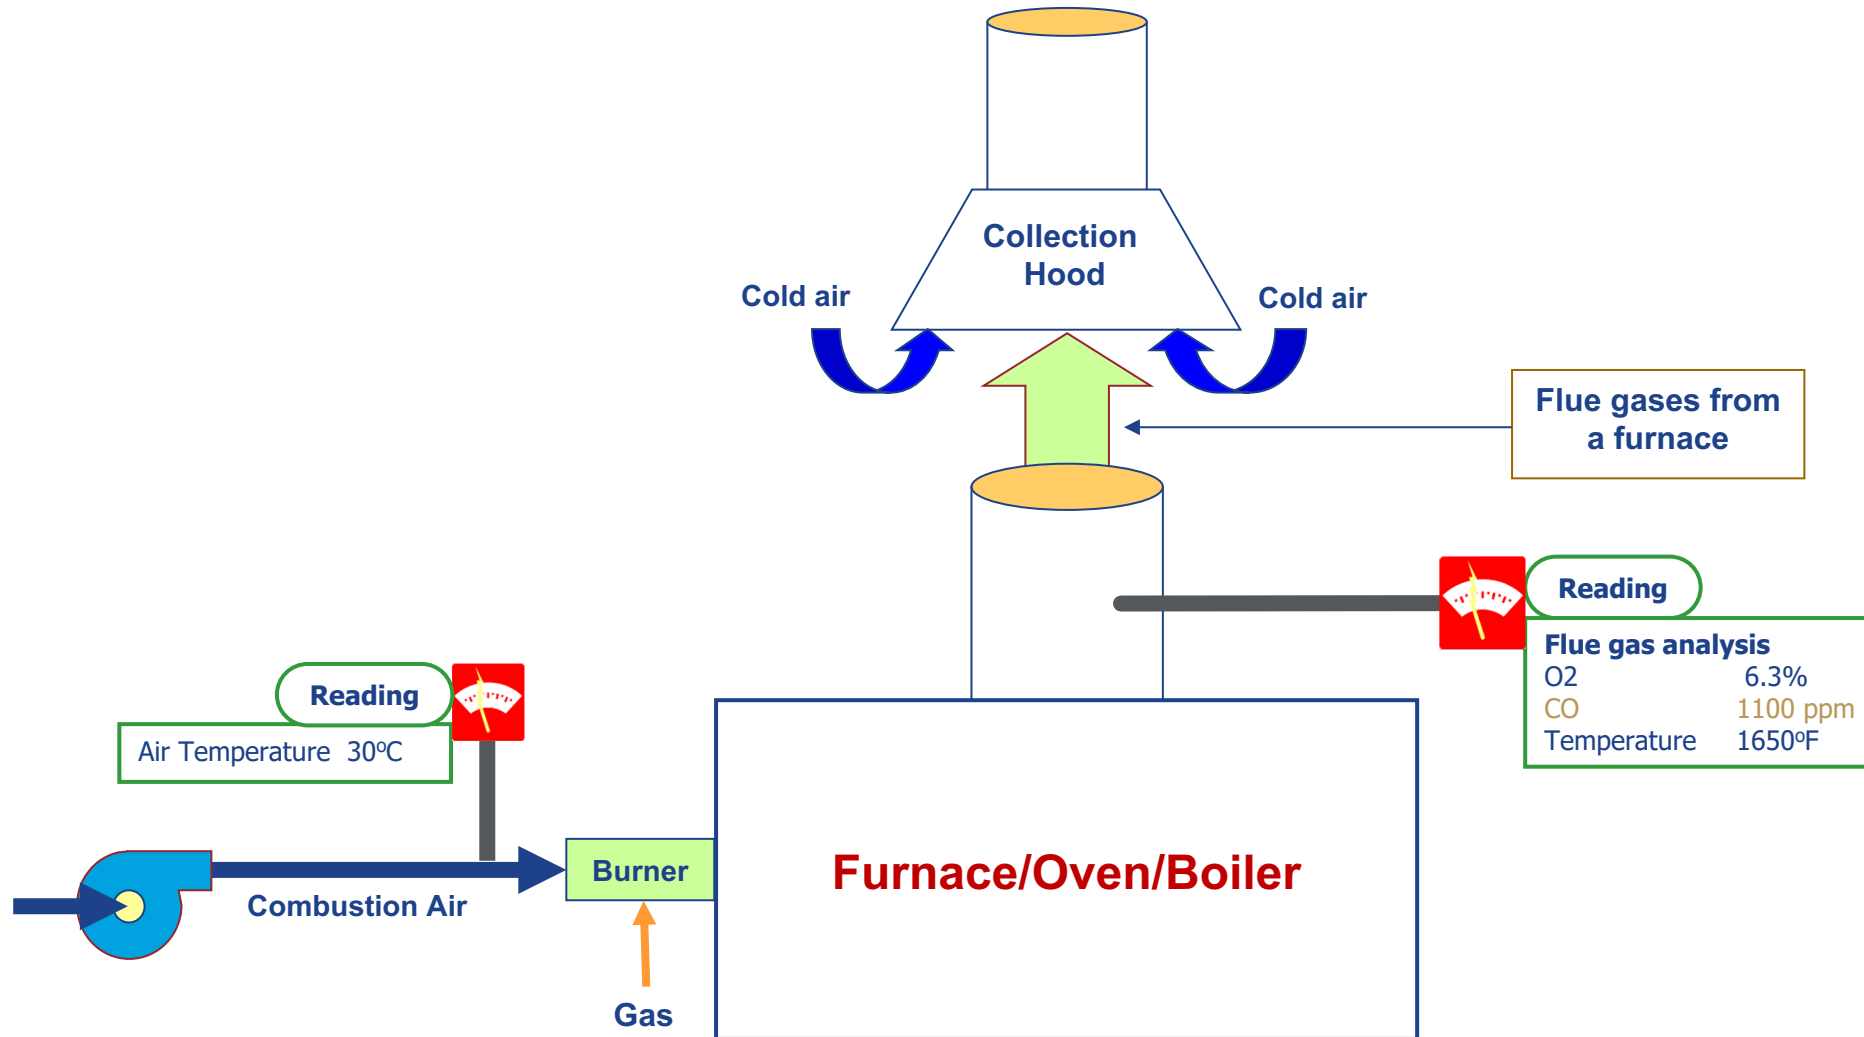 Collection
Hood
Cold air
Cold air
Flue gases from
a furnace
Reading
Flue gas analysis
O2 6.3%
CO 1100 ppm
Temperature 1650ºF
Reading
Air Temperature 30ºC
Burner
Combustion Air
Gas
Furnace/Oven/Boiler